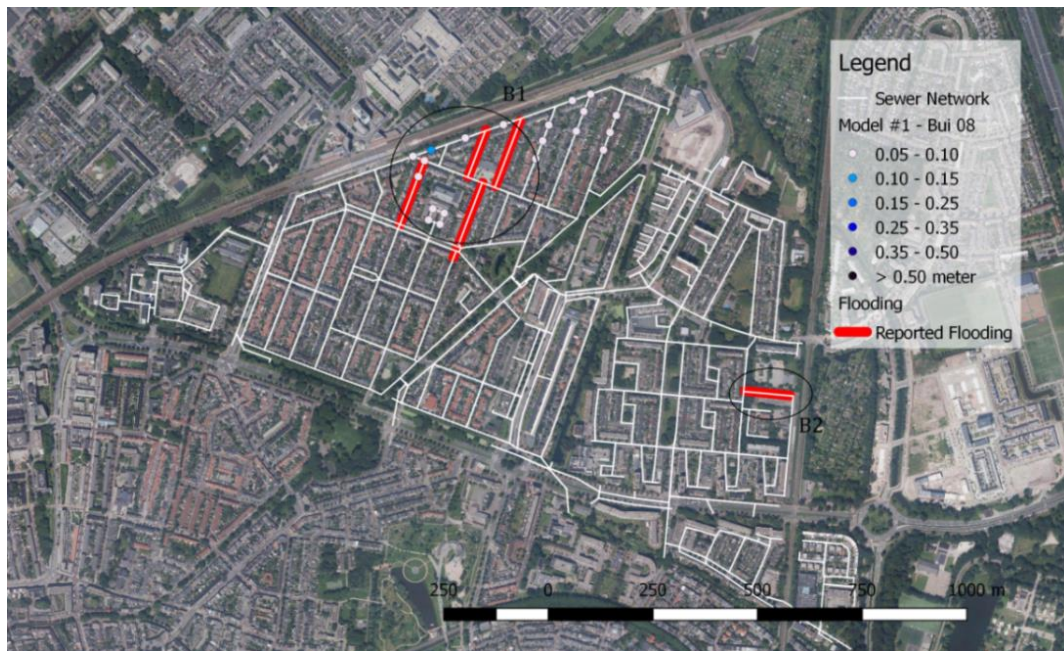 B1
Legend
Sewer Network
Model #1 - Bui 08
0.05 - 0.10
0.10 - 0.15
0.15 - 0.25
0.25 - 0.35
0.35 - 0.50
> 0.50 meter
Flooding
Reported Flooding
B2
250 0 250 500 750 1000 m